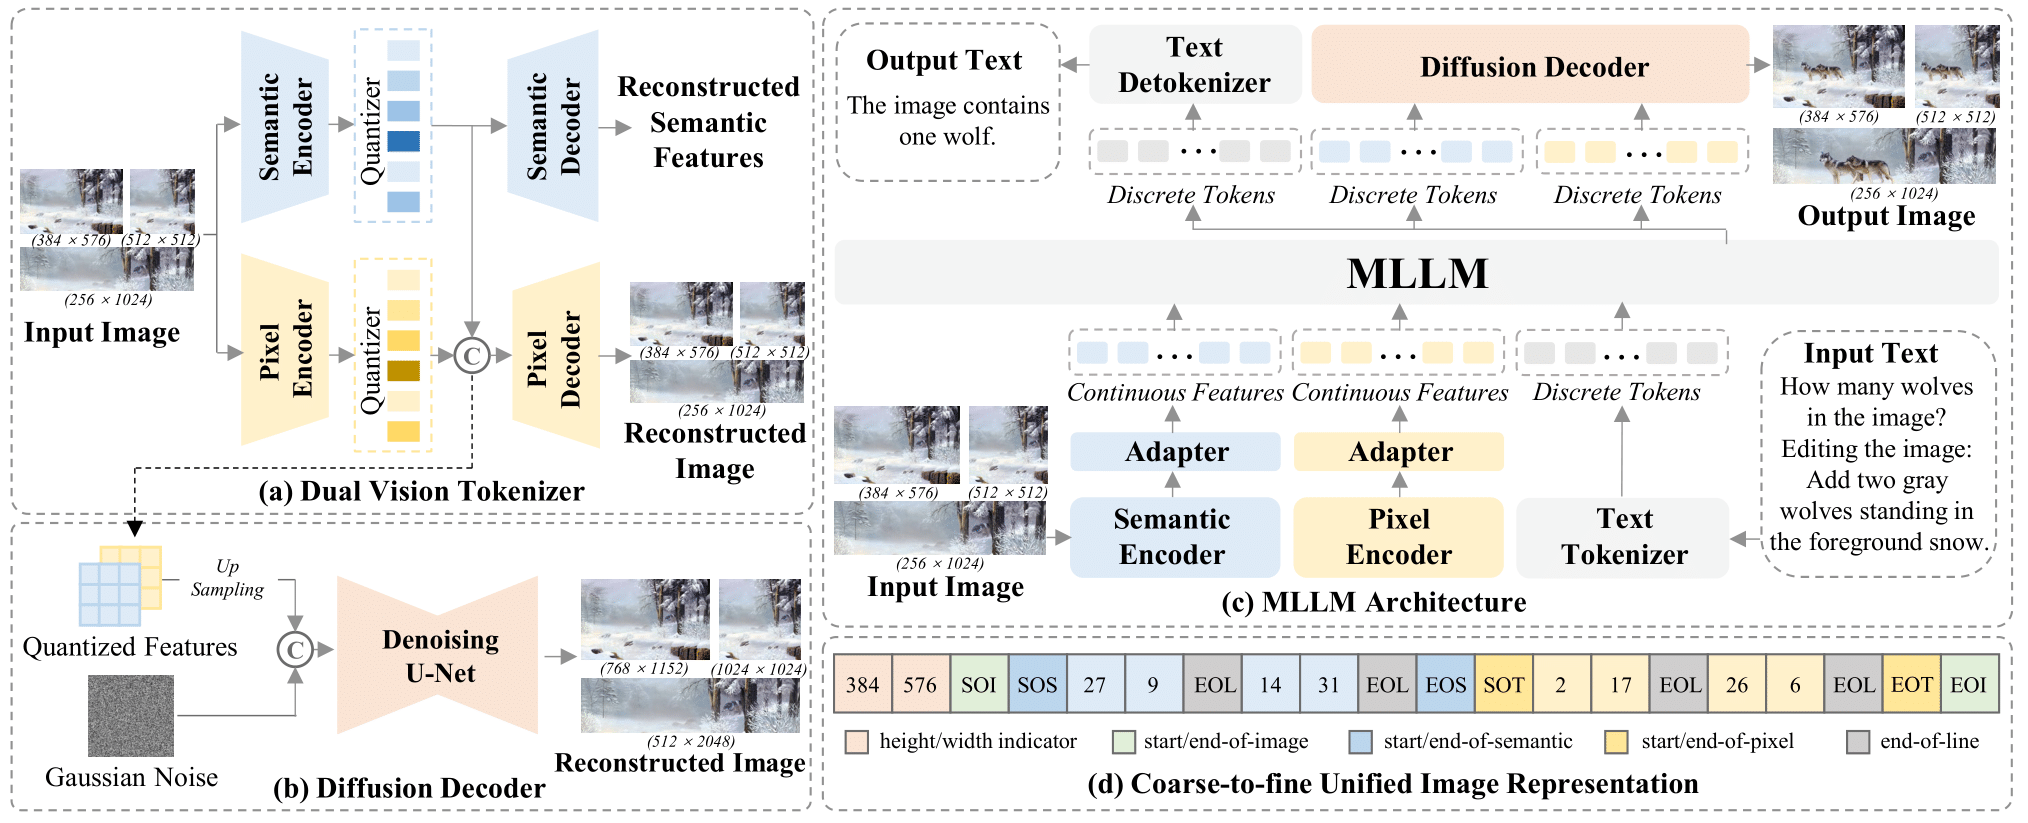 Semantic
Encoder
Quantizer
Semantic
Decoder
Reconstructed
Semantic
Features
(384 × 576)
(512 × 512)
(256 × 1024)
Input Image
Pixel
Encoder
Quantizer
C
Pixel
Decoder
(384 × 576)
(512 × 512)
(256 × 1024)
Reconstructed
Image
(a) Dual Vision Tokenizer
Up
Sampling
Quantized Features
C
Gaussian Noise
Denoising
U-Net
(768 × 1152)
(1024 × 1024)
(512 × 2048)
Reconstructed Image
(b) Diffusion Decoder
Output Text
The image contains
one wolf.
Text
Detokenizer
Diffusion Decoder
(384 × 576)
(512 × 512)
(256 × 1024)
Output Image
Discrete Tokens
Discrete Tokens
Discrete Tokens
MLLM
Continuous Features
Continuous Features
Discrete Tokens
Adapter
Adapter
(384 × 576)
(512 × 512)
(256 × 1024)
Input Image
Semantic
Encoder
Pixel
Encoder
Text
Tokenizer
Input Text
How many wolves
in the image?
Editing the image:
Add two gray
wolves standing in
the foreground snow.
(c) MLLM Architecture
384 576 SOI SOS 27 9 EOL 14 31 EOL EOS SOT 2 17 EOL 26 6 EOL EOT EOI
height/width indicator
start/end-of-image
start/end-of-semantic
start/end-of-pixel
end-of-line
(d) Coarse-to-fine Unified Image Representation